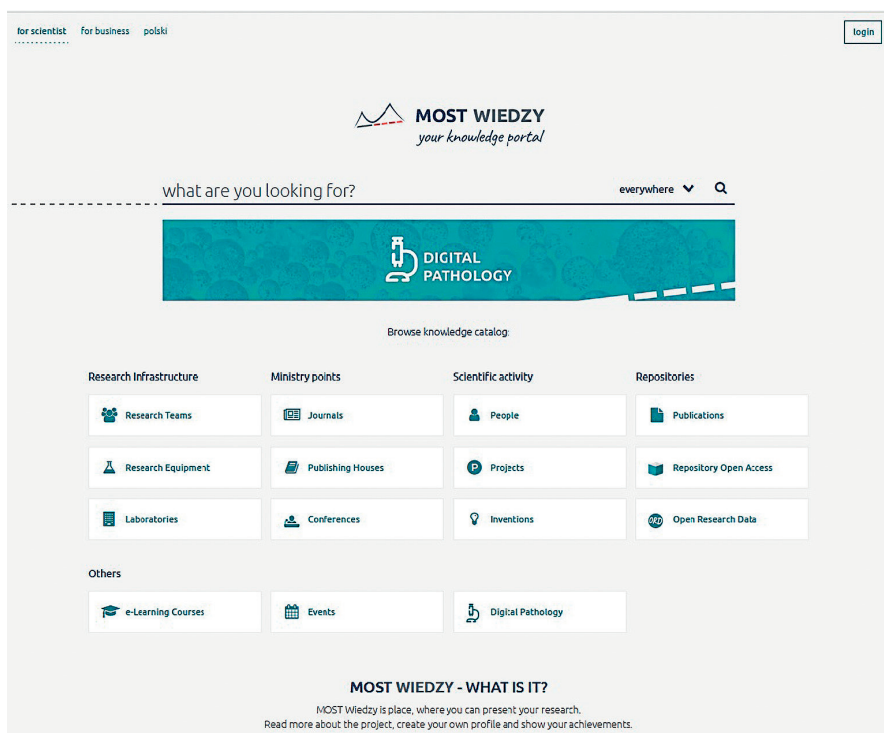 for scientist for business polski login
MOST WIEDZY
your knowledge portal
what are you looking for? everywhere
DIGITAL
PATHOLOGY
Browse knowledge catalog:
Research Infrastructure Ministry points Scientific activity Repositories
Research Teams Journals People Publications
Research Equipment Publishing Houses P Projects Repository Open Access
Laboratories Conferences Inventions ORD Open Research Data
Others
e-Learning Courses Events Digital Pathology
MOST WIEDZY - WHAT IS IT?
MOST Wiedzy is place, where you can present your research.
Read more about the project, create your own profile and show your achievements.